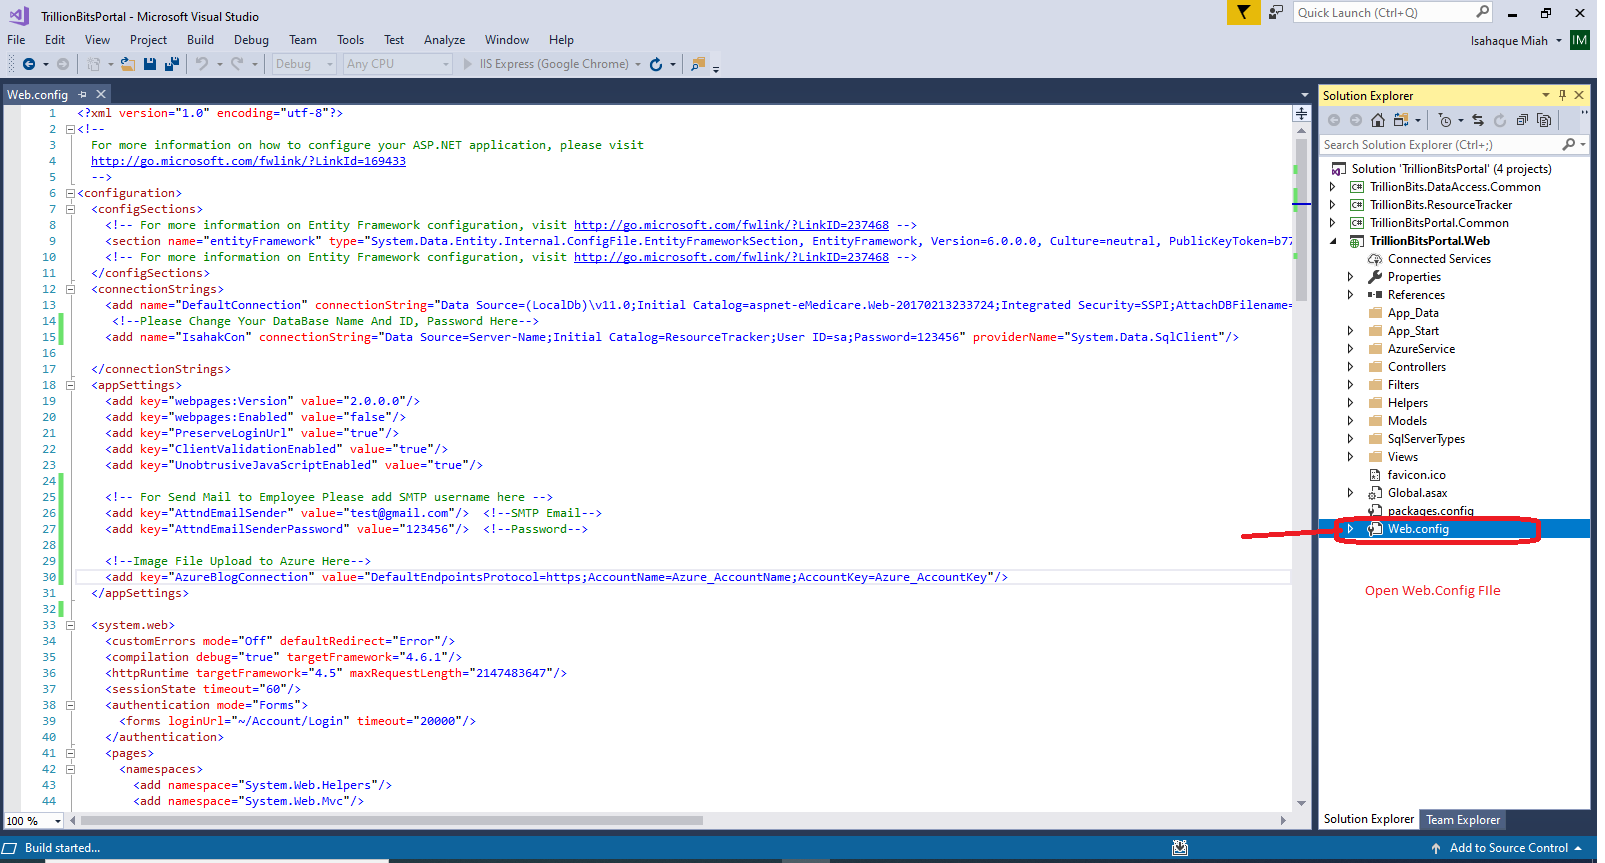 TrillionBitsPortal - Microsoft Visual Studio
Quick Launch (Ctrl+Q)
File Edit View Project Build Debug Team Tools Test Analyze Window Help
Isahaque Miah IM
Debug Any CPU IIS Express (Google Chrome)
Web.config
1 <?xml version="1.0" encoding="utf-8"?>
2 <!--
3 For more information on how to configure your ASP.NET application, please visit
4 http://go.microsoft.com/fwlink/?LinkId=169433
5 -->
6 <configuration>
7 <configSections>
8 <!-- For more information on Entity Framework configuration, visit http://go.microsoft.com/fwlink/?LinkID=237468 -->
9 <section name="entityFramework" type="System.Data.Entity.Internal.ConfigFile.EntityFrameworkSection, EntityFramework, Version=6.0.0.0, Culture=neutral, PublicKeyToken=b77
10 <!-- For more information on Entity Framework configuration, visit http://go.microsoft.com/fwlink/?LinkID=237468 -->
11 </configSections>
12 <connectionStrings>
13 <add name="DefaultConnection" connectionString="Data Source=(LocalDb)\v11.0;Initial Catalog=aspnet-eMedicare.Web-20170213233724;Integrated Security=SSPI;AttachDBFilename=
14 <!--Please Change Your DataBase Name And ID, Password Here-->
15 <add name="IsahakCon" connectionString="Data Source=Server-Name;Initial Catalog=ResourceTracker;User ID=sa;Password=123456" providerName="System.Data.SqlClient"/>
16
17 </connectionStrings>
18 <appSettings>
19 <add key="webpages:Version" value="2.0.0.0"/>
20 <add key="webpages:Enabled" value="false"/>
21 <add key="PreserveLoginUrl" value="true"/>
22 <add key="ClientValidationEnabled" value="true"/>
23 <add key="UnobtrusiveJavaScriptEnabled" value="true"/>
24
25 <!-- For Send Mail to Employee Please add SMTP username here -->
26 <add key="AttndEmailSender" value="test@gmail.com"/> <!--SMTP Email-->
27 <add key="AttndEmailSenderPassword" value="123456"/> <!--Password-->
28
29 <!--Image File Upload to Azure Here-->
30 <add key="AzureBlogConnection" value="DefaultEndpointsProtocol=https;AccountName=Azure_AccountName;AccountKey=Azure_AccountKey"/>
31 </appSettings>
32
33 <system.web>
34 <customErrors mode="Off" defaultRedirect="Error"/>
35 <compilation debug="true" targetFramework="4.6.1"/>
36 <httpRuntime targetFramework="4.5" maxRequestLength="2147483647"/>
37 <sessionState timeout="60"/>
38 <authentication mode="Forms">
39 <forms loginUrl="~/Account/Login" timeout="20000"/>
40 </authentication>
41 <pages>
42 <namespaces>
43 <add namespace="System.Web.Helpers"/>
44 <add namespace="System.Web.Mvc"/>
100 %
Solution Explorer
Search Solution Explorer (Ctrl+;)
Solution 'TrillionBitsPortal' (4 projects)
C# TrillionBits.DataAccess.Common
C# TrillionBits.ResourceTracker
C# TrillionBitsPortal.Common
TrillionBitsPortal.Web
Connected Services
Properties
References
App_Data
App_Start
AzureService
Controllers
Filters
Helpers
Models
SqlServerTypes
Views
favicon.ico
Global.asax
packages.config
Web.config
Open Web.Config FIle
Solution Explorer Team Explorer
Build started...
Add to Source Control